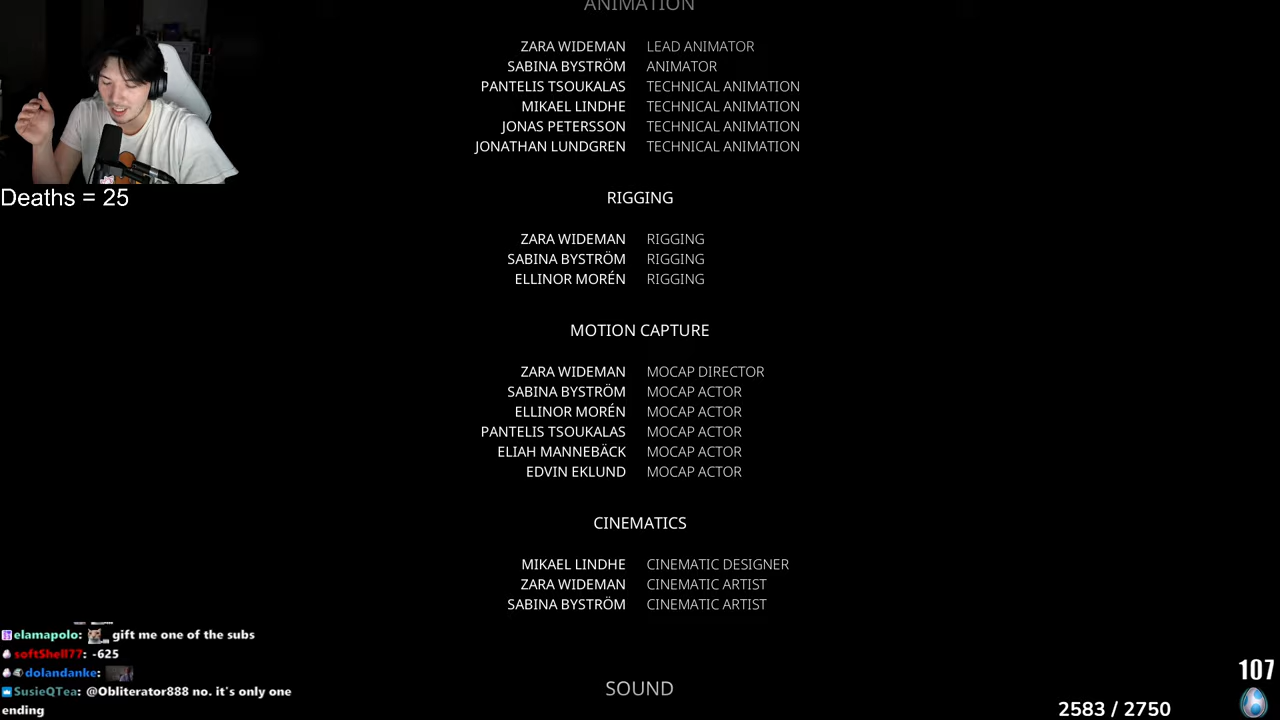 ANIMATION
ZARA WIDEMAN LEAD ANIMATOR
SABINA BYSTRÖM ANIMATOR
PANTELIS TSOUKALAS TECHNICAL ANIMATION
MIKAEL LINDHE TECHNICAL ANIMATION
JONAS PETERSSON TECHNICAL ANIMATION
JONATHAN LUNDGREN TECHNICAL ANIMATION
Deaths = 25
RIGGING
ZARA WIDEMAN RIGGING
SABINA BYSTRÖM RIGGING
ELLINOR MORÉN RIGGING
MOTION CAPTURE
ZARA WIDEMAN MOCAP DIRECTOR
SABINA BYSTRÖM MOCAP ACTOR
ELLINOR MORÉN MOCAP ACTOR
PANTELIS TSOUKALAS MOCAP ACTOR
ELIAH MANNEBÄCK MOCAP ACTOR
EDVIN EKLUND MOCAP ACTOR
CINEMATICS
MIKAEL LINDHE CINEMATIC DESIGNER
ZARA WIDEMAN CINEMATIC ARTIST
SABINA BYSTRÖM CINEMATIC ARTIST
SOUND
elamapolo: gift me one of the subs
softShell77: -625
dolandanke:
SusieQTea: @Obliterator888 no. it's only one
ending
107
2583 / 2750